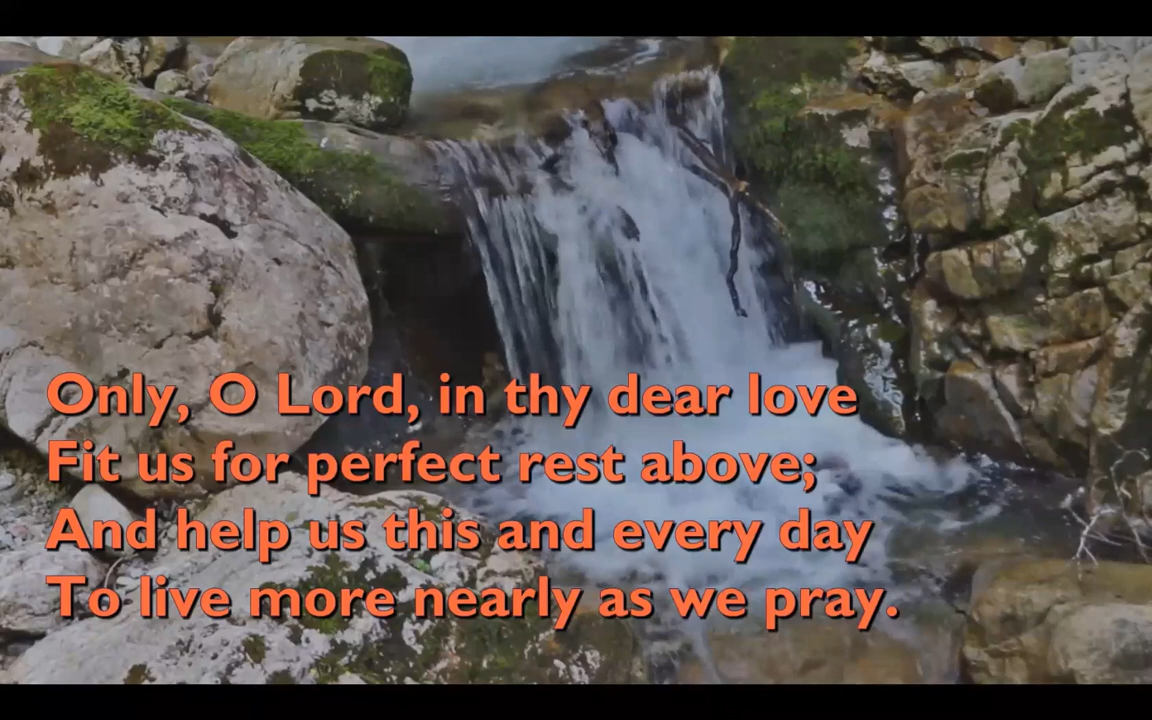 Only, O Lord, in thy dear love
Fit us for perfect rest above;
And help us this and every day
To live more nearly as we pray.